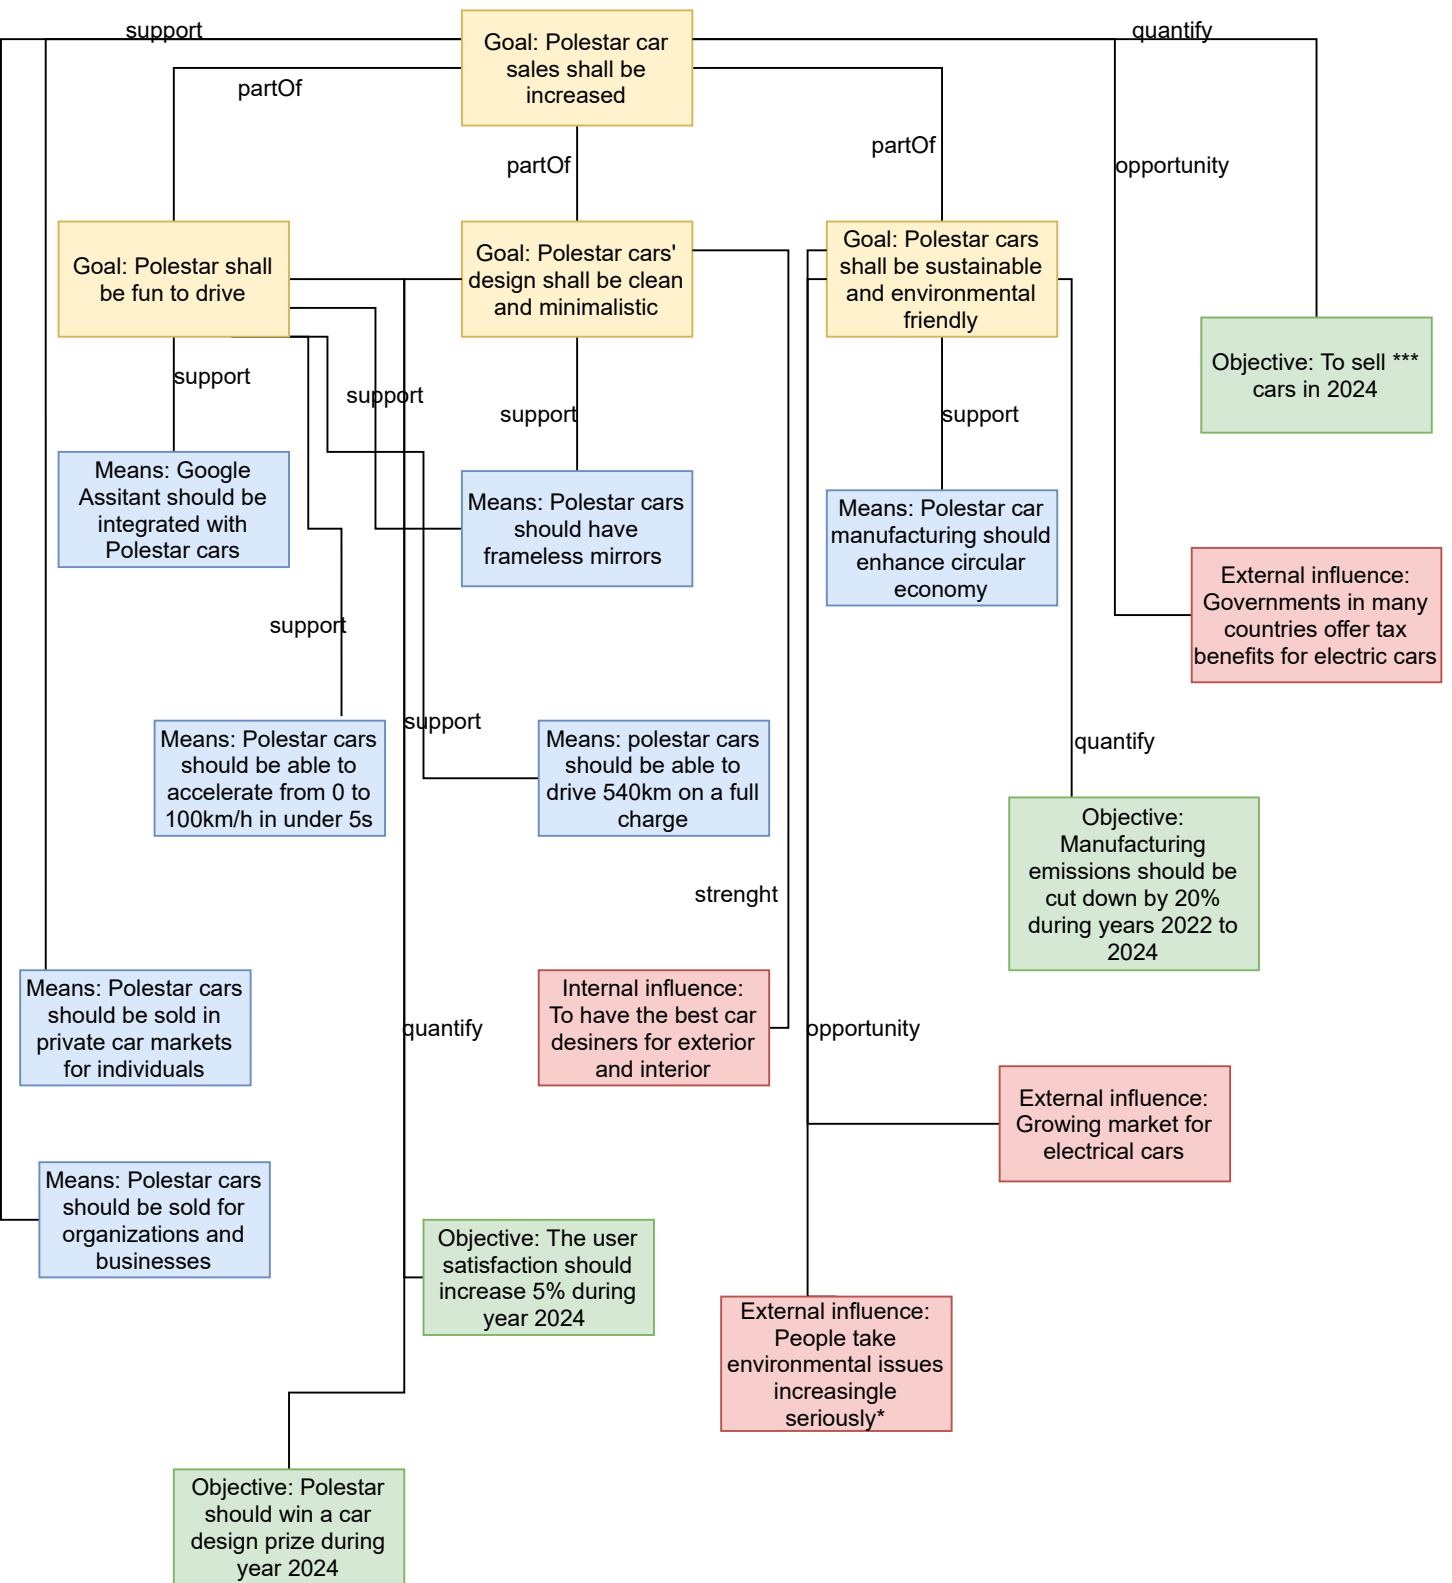 support
quantify
Goal: Polestar car
sales shall be
increased
partOf
partOf
partOf
opportunity
Goal: Polestar shall
be fun to drive
Goal: Polestar cars'
design shall be clean
and minimalistic
Goal: Polestar cars
shall be sustainable
and environmental
friendly
Objective: To sell ***
cars in 2024
support
support
support
support
Means: Google
Assitant should be
integrated with
Polestar cars
Means: Polestar cars
should have
frameless mirrors
Means: Polestar car
manufacturing should
enhance circular
economy
External influence:
Governments in many
countries offer tax
benefits for electric cars
support
support
quantify
Means: Polestar cars
should be able to
accelerate from 0 to
100km/h in under 5s
Means: polestar cars
should be able to
drive 540km on a full
charge
Objective:
Manufacturing
emissions should be
cut down by 20%
during years 2022 to
2024
strenght
Means: Polestar cars
should be sold in
private car markets
for individuals
quantify
Internal influence:
To have the best car
desiners for exterior
and interior
opportunity
External influence:
Growing market for
electrical cars
Means: Polestar cars
should be sold for
organizations and
businesses
Objective: The user
satisfaction should
increase 5% during
year 2024
External influence:
People take
environmental issues
increasingle
seriously*
Objective: Polestar
should win a car
design prize during
year 2024